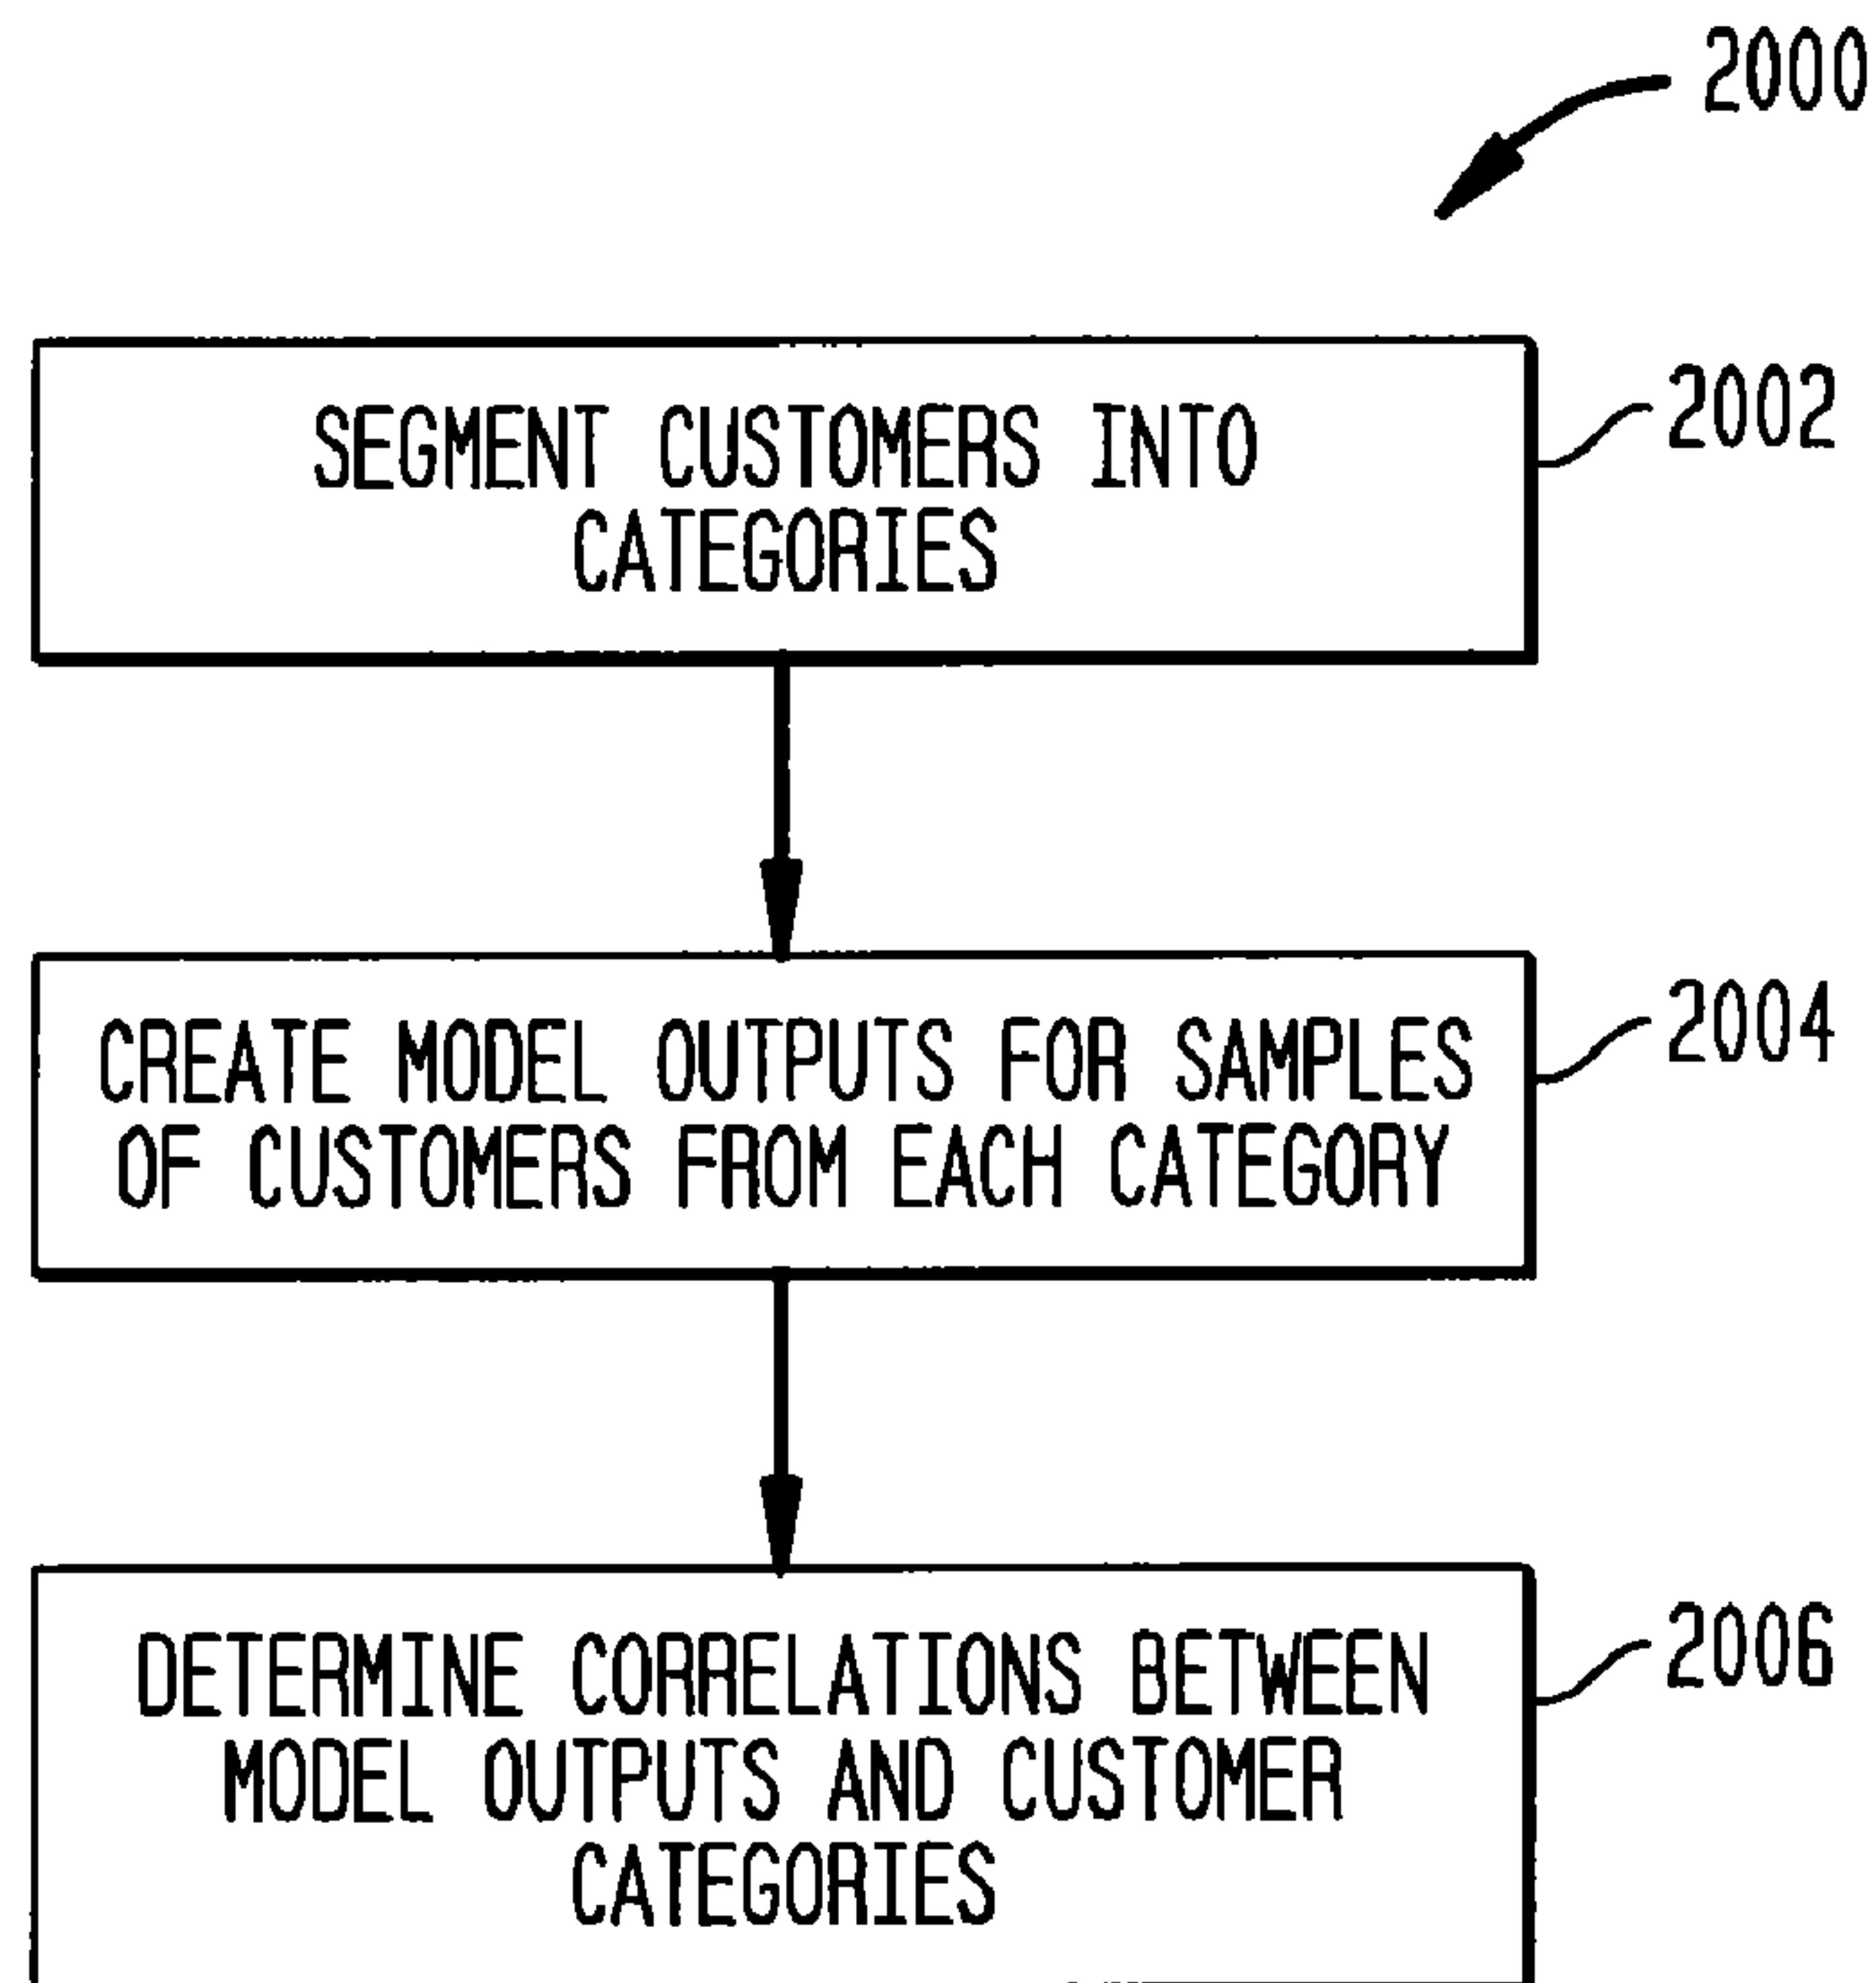 2000
SEGMENT CUSTOMERS INTO
CATEGORIES
2002
CREATE MODEL OUTPUTS FOR SAMPLES
OF CUSTOMERS FROM EACH CATEGORY
2004
DETERMINE CORRELATIONS BETWEEN
MODEL OUTPUTS AND CUSTOMER
CATEGORIES
2006